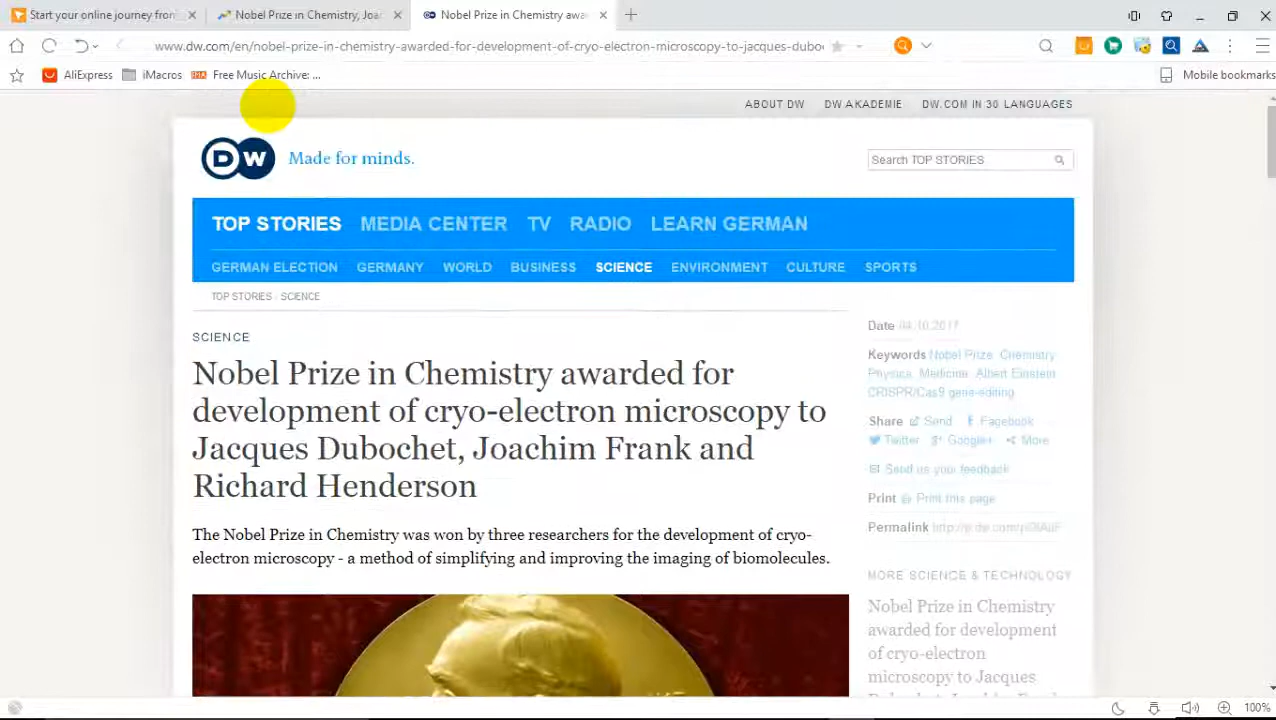 Start your online journey from
Nobel Prize in Chemistry, Joa
Nobel Prize in Chemistry awa
www.dw.com/en/nobel-prize-in-chemistry-awarded-for-development-of-cryo-electron-microscopy-to-jacques-dubo
AliExpress
iMacros
Free Music Archive: ...
Mobile bookmarks
ABOUT DW
DW AKADEMIE
DW.COM IN 30 LANGUAGES
DW
Made for minds.
Search TOP STORIES
TOP STORIES
MEDIA CENTER
TV
RADIO
LEARN GERMAN
GERMAN ELECTION
GERMANY
WORLD
BUSINESS
SCIENCE
ENVIRONMENT
CULTURE
SPORTS
TOP STORIES / SCIENCE
SCIENCE
Nobel Prize in Chemistry awarded for
development of cryo-electron microscopy to
Jacques Dubochet, Joachim Frank and
Richard Henderson
The Nobel Prize in Chemistry was won by three researchers for the development of cryo-
electron microscopy - a method of simplifying and improving the imaging of biomolecules.
Date 04.10.2017
Keywords Nobel Prize, Chemistry,
Physics, Medicine, Albert Einstein,
CRISPR/Cas9 gene-editing
Share Send Facebook
Twitter Google+ More
Send us your feedback
Print Print this page
Permalink
MORE SCIENCE & TECHNOLOGY
Nobel Prize in Chemistry
awarded for development
of cryo-electron
microscopy to Jacques
100%